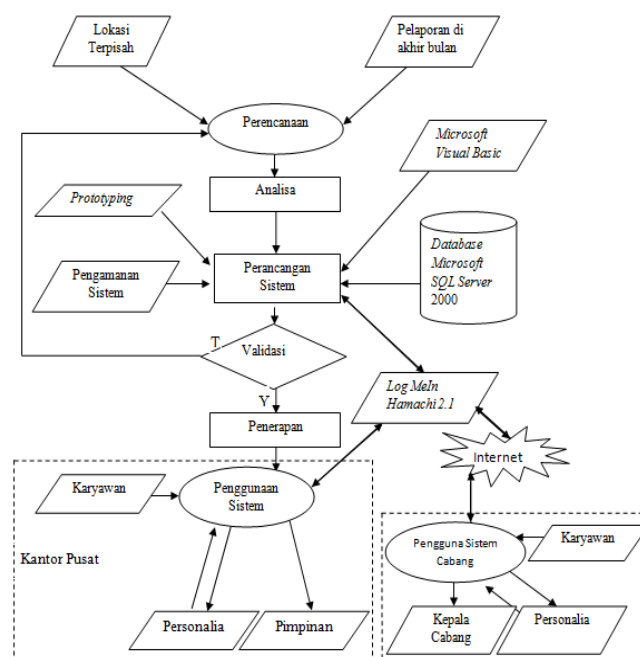 Lokasi
Terpisah
Pelaporan di
akhir bulan
Perencanaan
Microsoft
Visual Basic
Analisa
Prototyping
Database
Microsoft
SQL Server
2000
Pengamanan
Sistem
Perancangan
Sistem
T
Validasi
Y
Log MeIn
Hamachi 2.1
Penerapan
Internet
Karyawan
Penggunaan
Sistem
Kantor Pusat
Pengguna Sistem
Cabang
Karyawan
Personalia
Pimpinan
Kepala
Cabang
Personalia